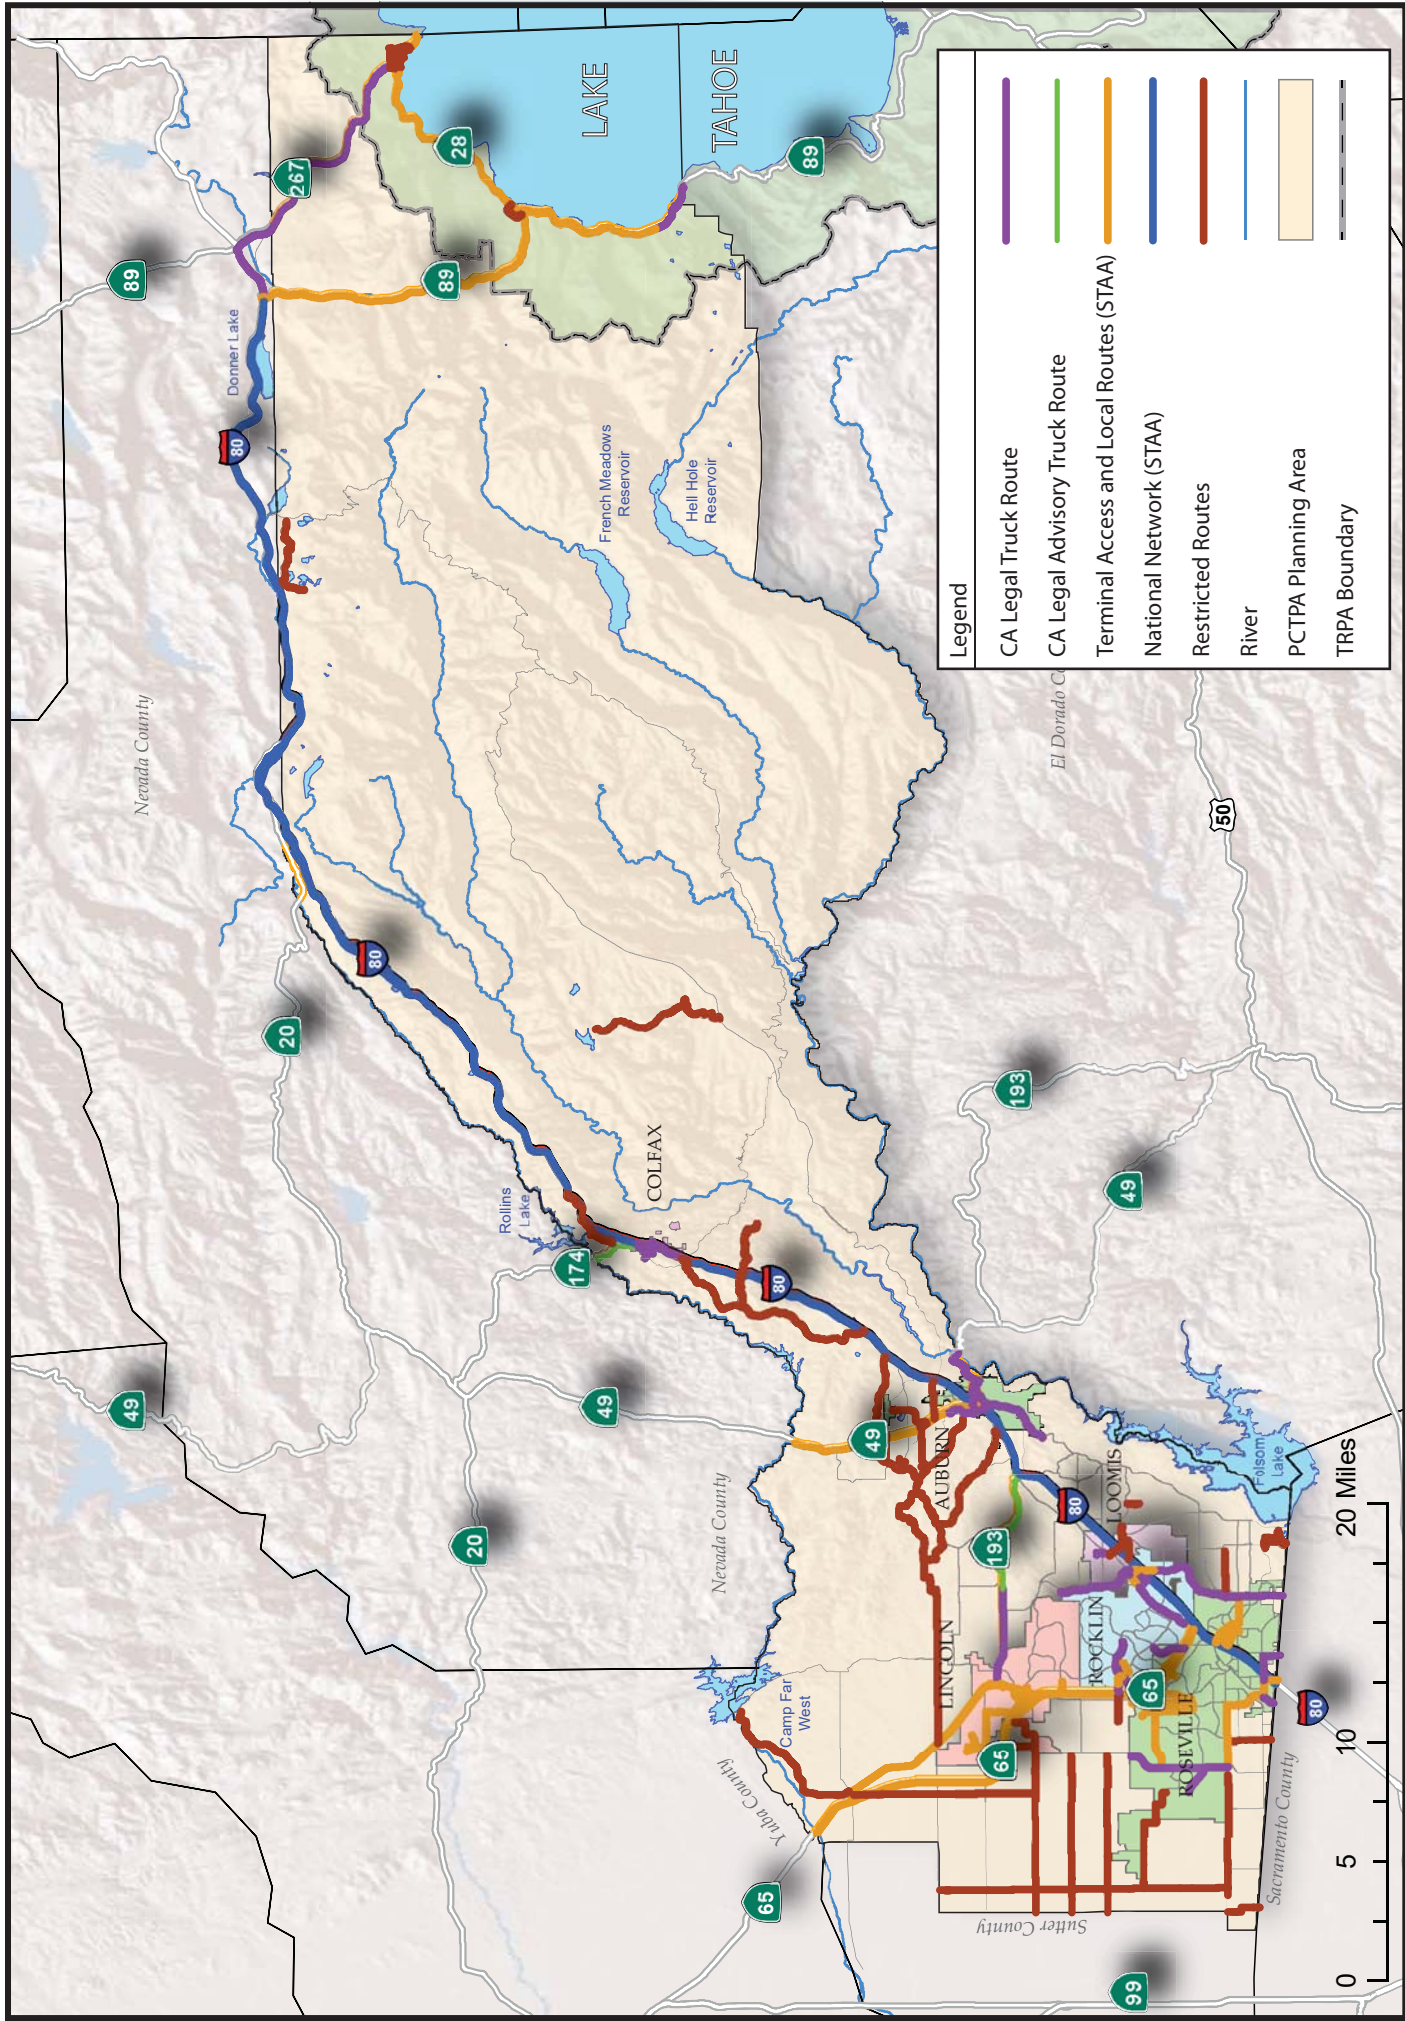 89
267
28
LAKE
TAHOE
89
89
Donner Lake
80
French Meadows
Reservoir
Hell Hole
Reservoir
Nevada County
El Dorado Co
50
80
20
193
49
COLFAX
Rollins
Lake
174
80
49
49
49
20
Nevada County
AUBURN
193
80
LOOMIS
Folsom
Lake
LINCOLN
ROCKLIN
65
ROSEVILLE
65
80
Camp Far
West
Yuba County
65
Sutter County
Sacramento County
99
Legend
CA Legal Truck Route
CA Legal Advisory Truck Route
Terminal Access and Local Routes (STAA)
National Network (STAA)
Restricted Routes
River
PCTPA Planning Area
TRPA Boundary
0 5 10 20 Miles